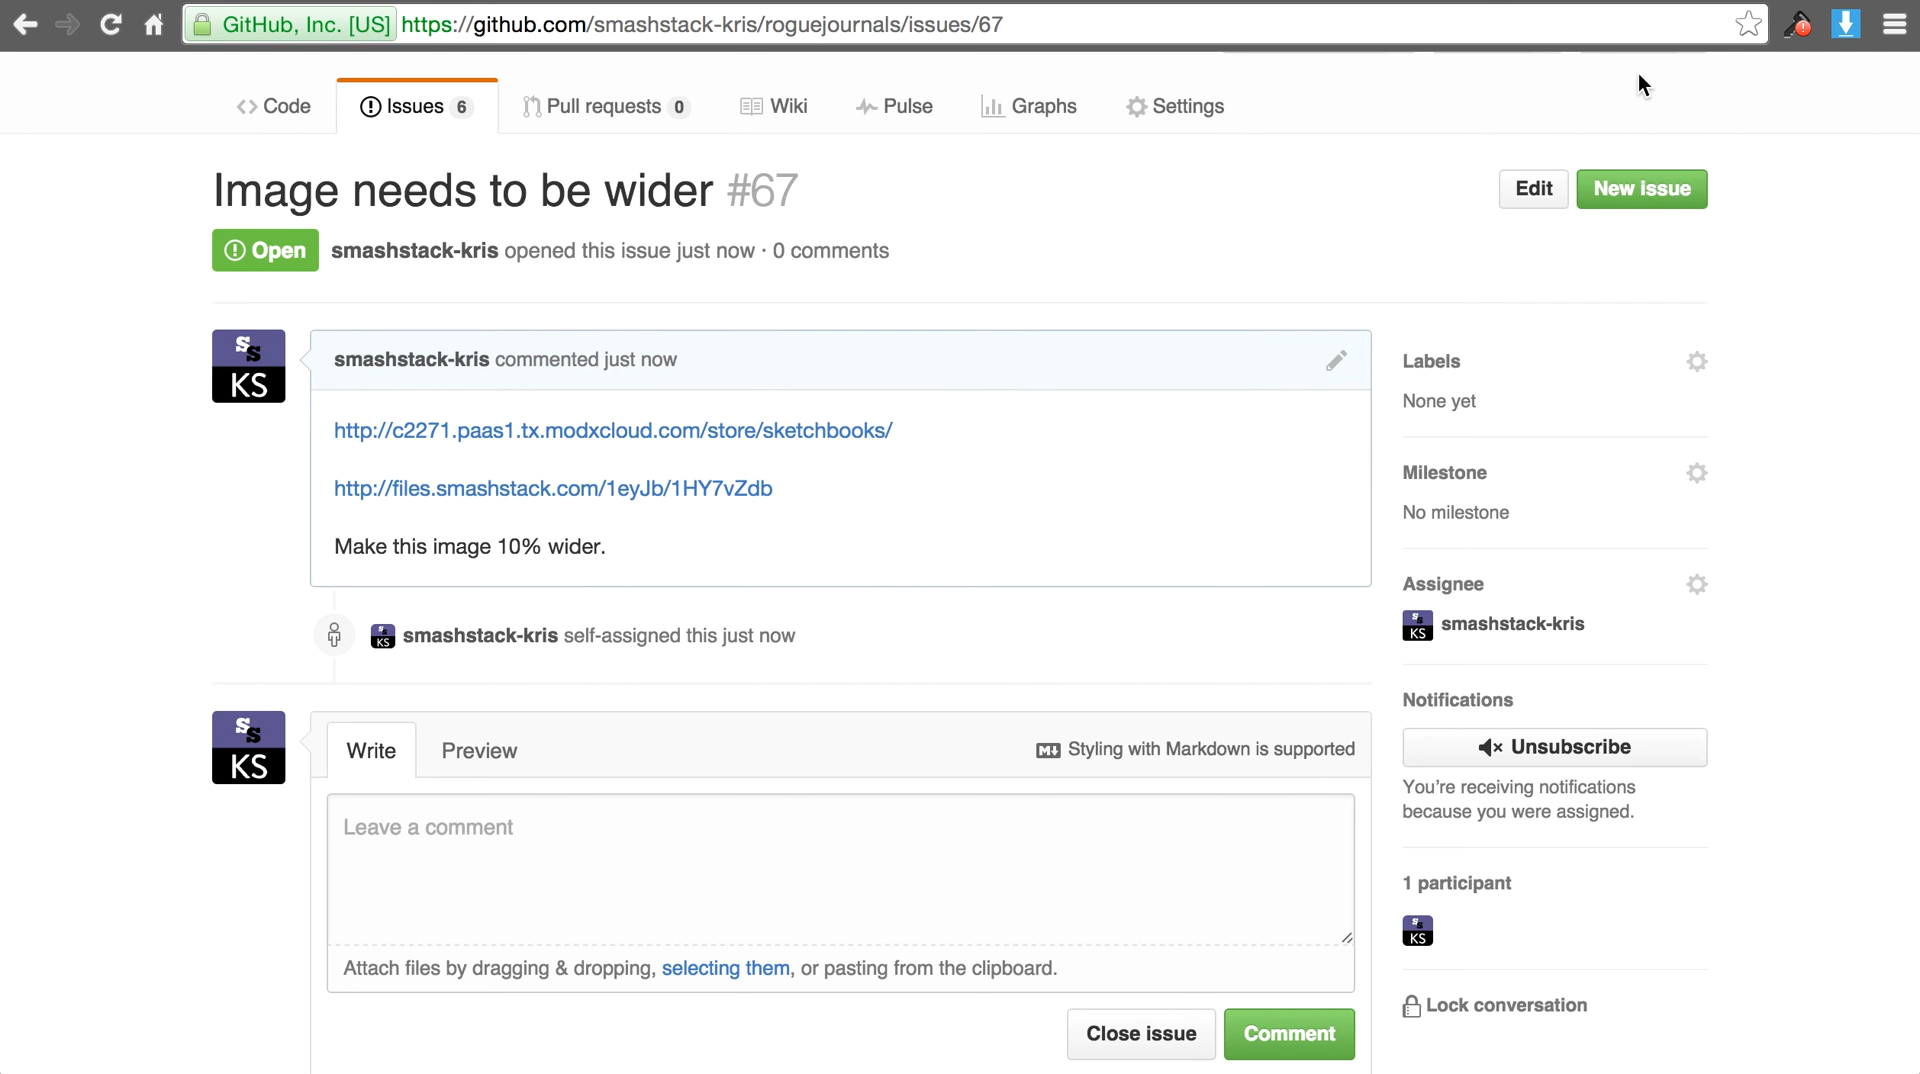 GitHub, Inc. [US] https://github.com/smashstack-kris/roguejournals/issues/67
Code Issues 6 Pull requests 0 Wiki Pulse Graphs Settings
Image needs to be wider #67
Edit New issue
Open smashstack-kris opened this issue just now · 0 comments
SS
KS
smashstack-kris commented just now
http://c2271.paas1.tx.modxcloud.com/store/sketchbooks/
http://files.smashstack.com/1eyJb/1HY7vZdb
Make this image 10% wider.
KS smashstack-kris self-assigned this just now
SS
KS
Write Preview
Styling with Markdown is supported
Leave a comment
Attach files by dragging & dropping, selecting them, or pasting from the clipboard.
Close issue Comment
Labels
None yet
Milestone
No milestone
Assignee
KS smashstack-kris
Notifications
Unsubscribe
You're receiving notifications
because you were assigned.
1 participant
KS
Lock conversation